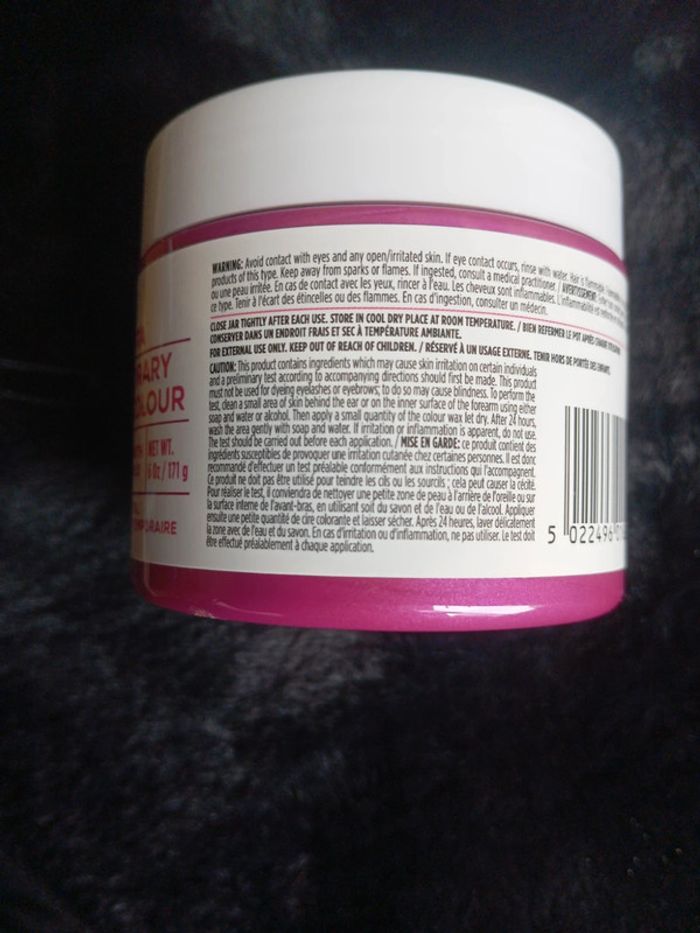 WARNING: Avoid contact with eyes and any open/irritated skin. If eye contact occurs, rinse with water. Hair is flammable.
products of this type. Keep away from sparks or flames. If ingested, consult a medical practitioner. / AVERTISSEMENT:
ou une peau irritée. En cas de contact avec les yeux, rincer à l'eau. Les cheveux sont inflammables. L'inflammabilité est
ce type. Tenir à l'écart des étincelles ou des flammes. En cas d'ingestion, consulter un médecin.
CLOSE JAR TIGHTLY AFTER EACH USE. STORE IN COOL DRY PLACE AT ROOM TEMPERATURE. / BIEN REFERMER LE POT APRÈS CHAQUE UTILISATION
CONSERVER DANS UN ENDROIT FRAIS ET SEC À TEMPÉRATURE AMBIANTE.
FOR EXTERNAL USE ONLY. KEEP OUT OF REACH OF CHILDREN. / RÉSERVÉ À UN USAGE EXTERNE. TENIR HORS DE PORTÉE DES ENFANTS
CAUTION: This product contains ingredients which may cause skin irritation on certain individuals
and a preliminary test according to accompanying directions should first be made. This product
must not be used for dyeing eyelashes or eyebrows; to do so may cause blindness. To perform the
test, clean a small area of skin behind the ear or on the inner surface of the forearm using either
soap and water or alcohol. Then apply a small quantity of the colour wax let dry. After 24 hours,
wash the area gently with soap and water. If irritation or inflammation is apparent, do not use.
The test should be carried out before each application. / MISE EN GARDE: ce produit contient des
ingrédients susceptibles de provoquer une irritation cutanée chez certaines personnes. Il est donc
recommandé d'effectuer un test préalable conformément aux instructions qui l'accompagnent.
Ce produit ne doit pas être utilisé pour teindre les cils ou les sourcils ; cela peut causer la cécité.
Pour réaliser le test, il conviendra de nettoyer une petite zone de peau à l'arrière de l'oreille ou sur
la surface interne de l'avant-bras, en utilisant soit du savon et de l'eau ou de l'alcool. Appliquer
ensuite une petite quantité de cire colorante et laisser sécher. Après 24 heures, laver délicatement
la zone avec de l'eau et du savon. En cas d'irritation ou d'inflammation, ne pas utiliser. Le test doit
être effectué préalablement à chaque application.
RARY
OLOUR
NET WT.
6 Oz / 171 g
MPORAIRE
5 022496 0